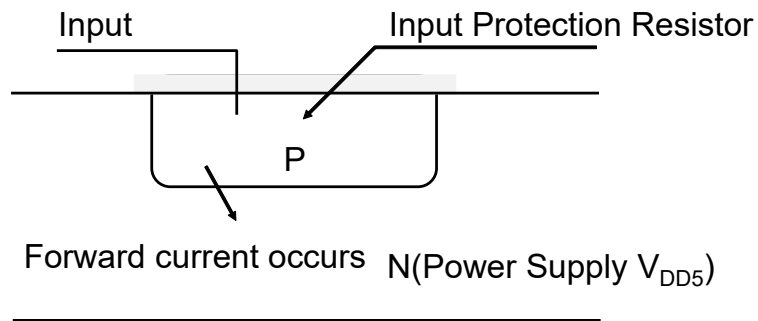 Input
Input Protection Resistor
P
Forward current occurs
N(Power Supply VDD5)